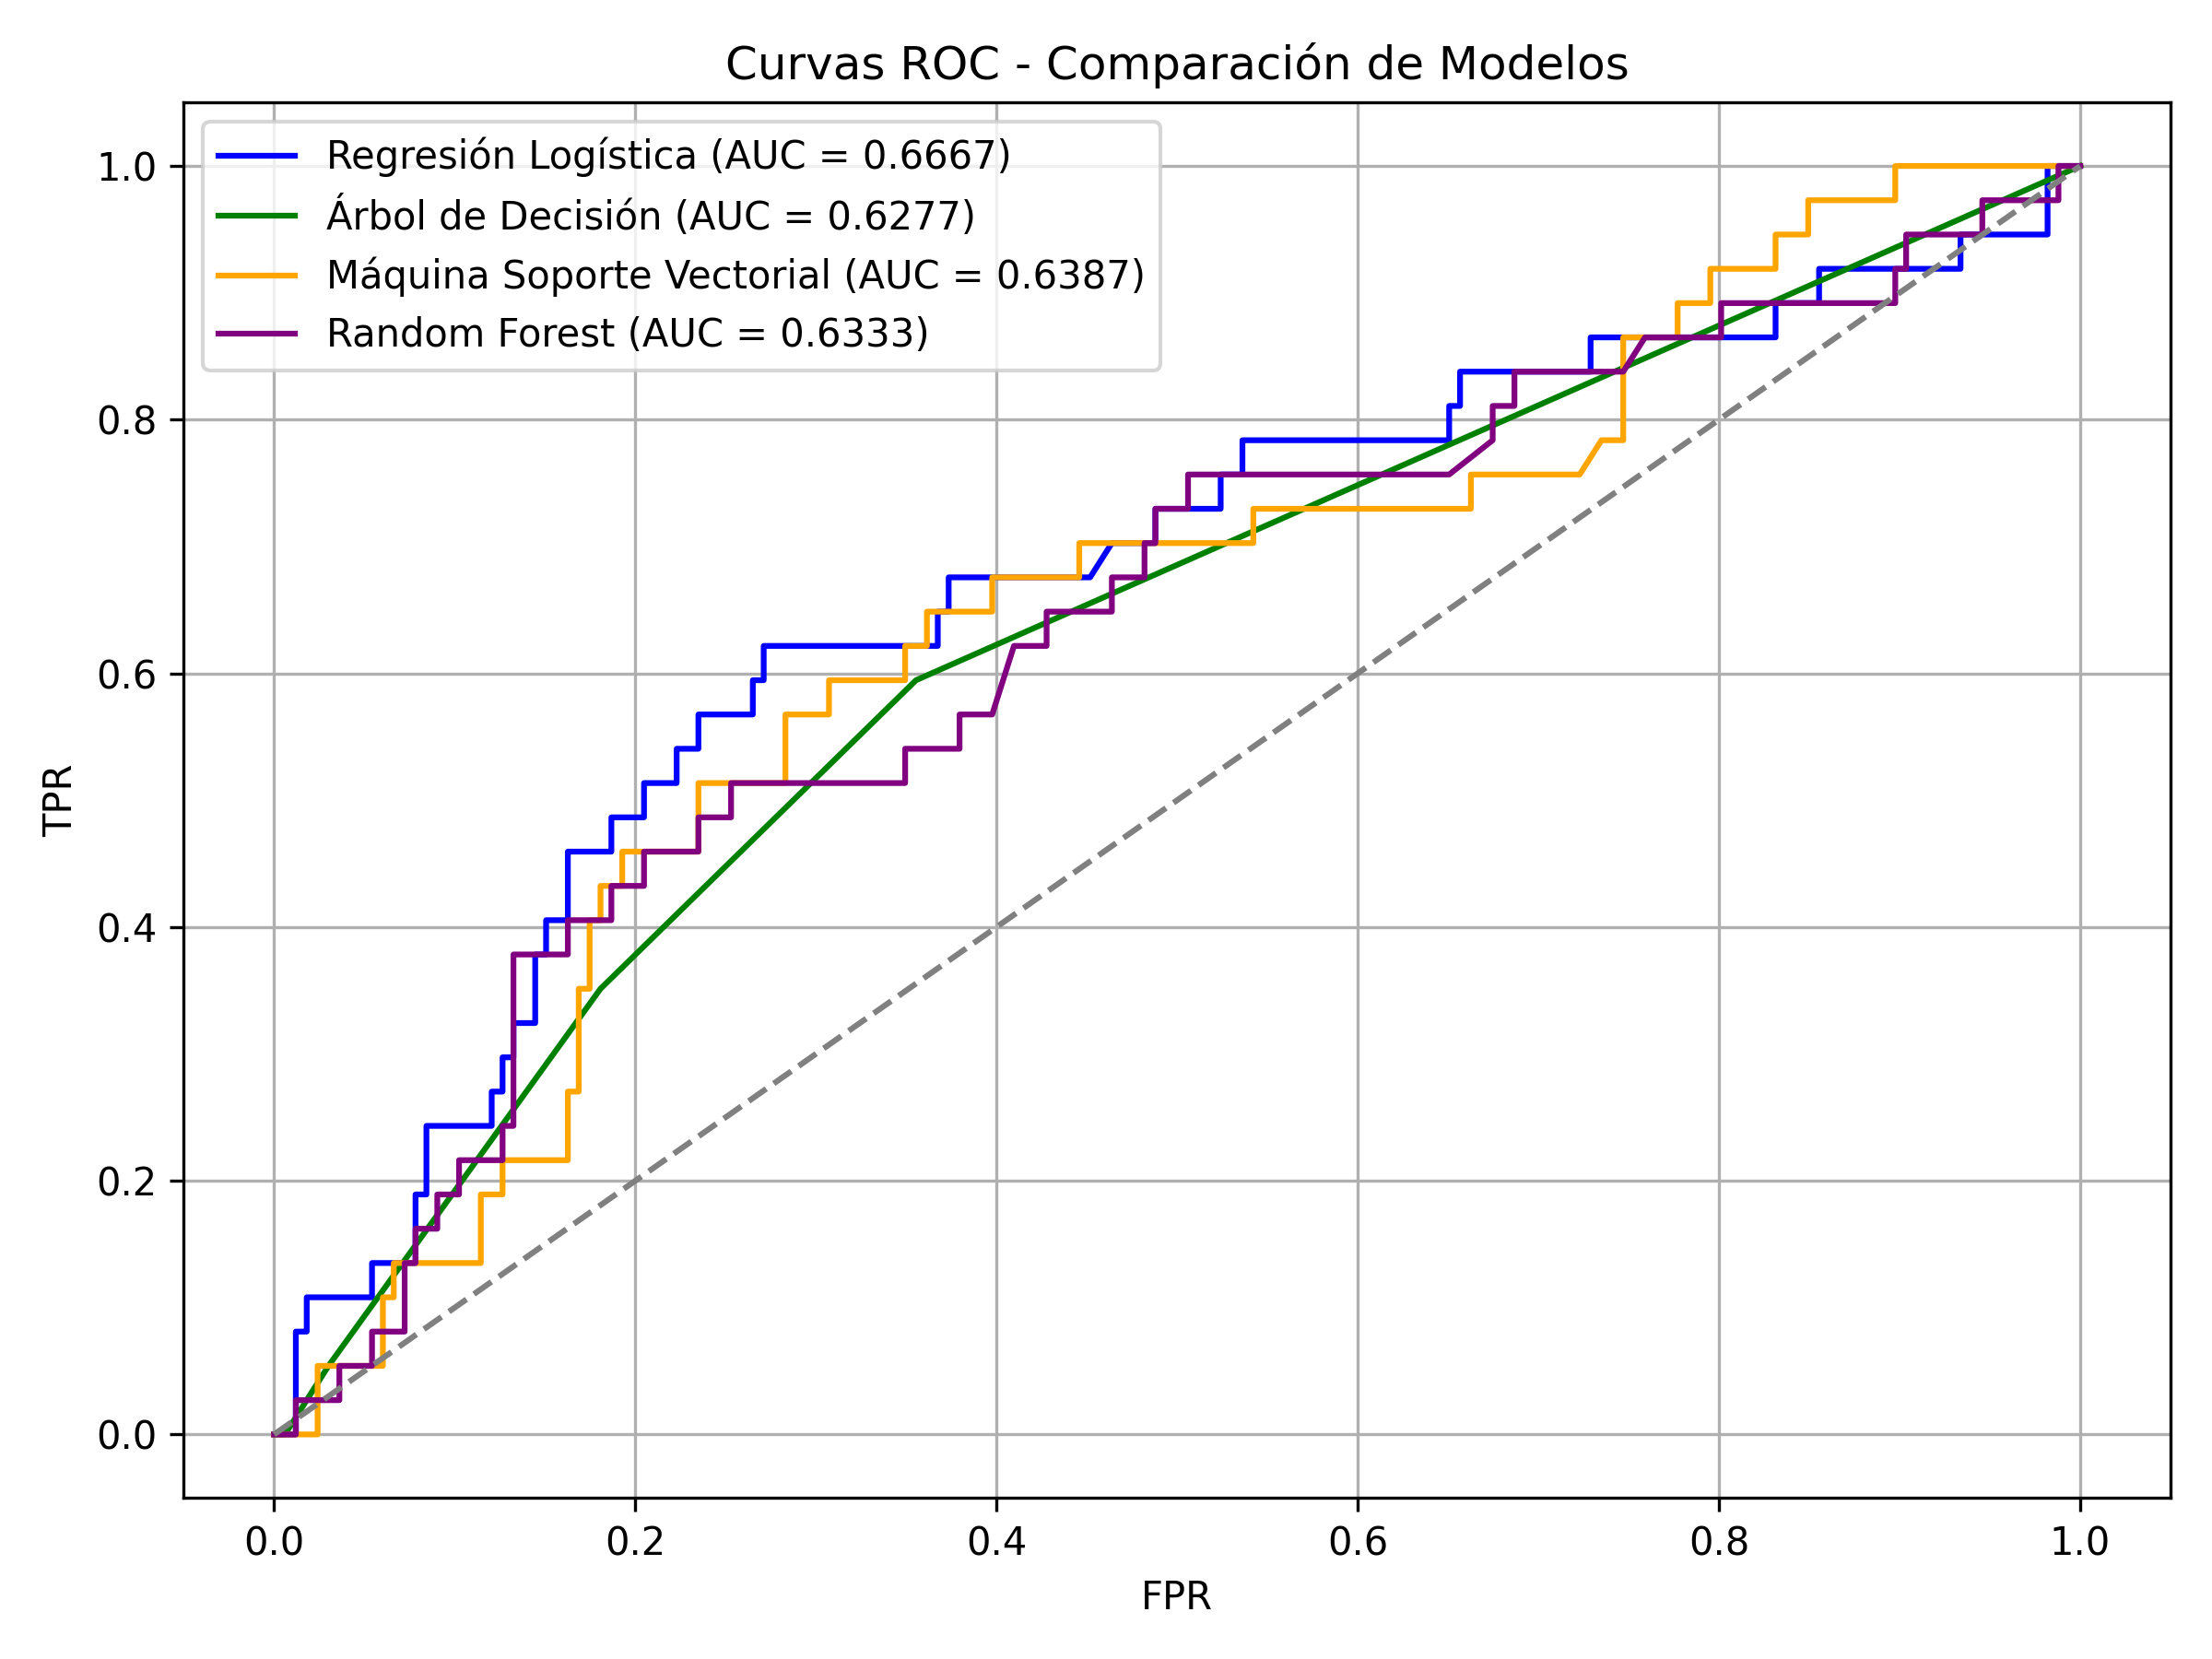 Curvas ROC - Comparación de Modelos
Regresión Logística (AUC = 0.6667)
Árbol de Decisión (AUC = 0.6277)
Máquina Soporte Vectorial (AUC = 0.6387)
Random Forest (AUC = 0.6333)
1.0
0.8
0.6
0.4
0.2
0.0
TPR
0.0 0.2 0.4 0.6 0.8 1.0
FPR